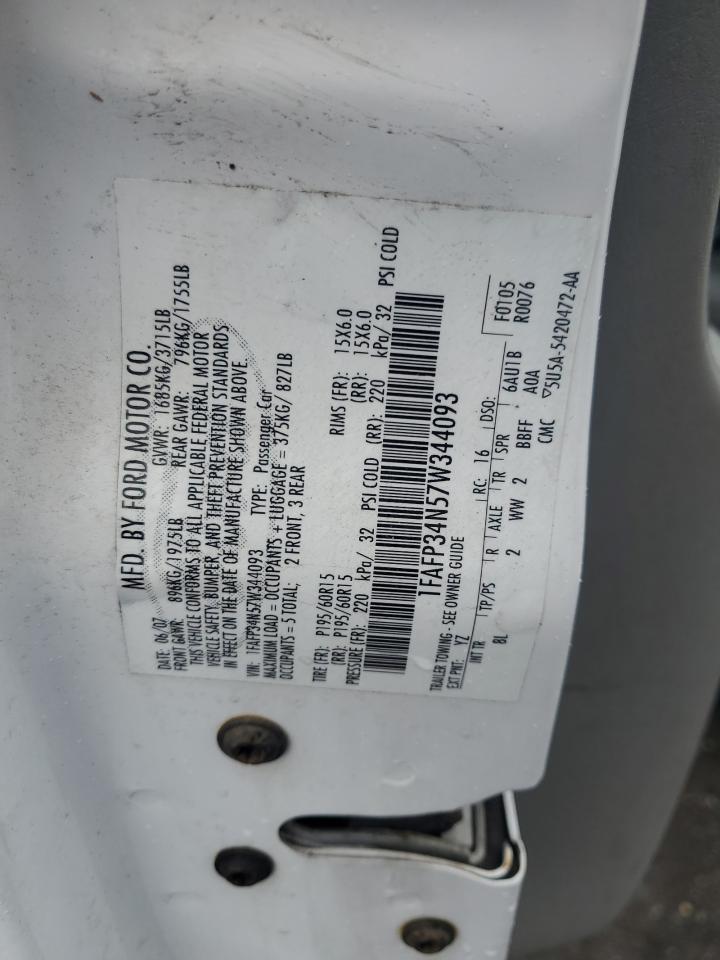 MFD. BY FORD MOTOR CO.
DATE: 06/07 GVWR: 1685KG/3715LB
FRONT GAWR: 896KG/1975LB REAR GAWR: 796KG/1755LB
THIS VEHICLE CONFORMS TO ALL APPLICABLE FEDERAL MOTOR
VEHICLE SAFETY, BUMPER, AND THEFT PREVENTION STANDARDS
IN EFFECT ON THE DATE OF MANUFACTURE SHOWN ABOVE
VIN: 1FAFP34N57W344093 TYPE: Passenger Car
MAXIMUM LOAD = OCCUPANTS + LUGGAGE = 375KG/ 827LB
OCCUPANTS = 5 TOTAL; 2 FRONT, 3 REAR
TIRE (FR): P195/60R15 RIMS (FR): 15X6.0
(RR): P195/60R15 (RR): 15X6.0
PRESSURE (FR): 220 kPa/ 32 PSI COLD (RR): 220 kPa/ 32 PSI COLD
1FAFP34N57W344093
TRAILER TOWING - SEE OWNER GUIDE F0105
EXT PNT: YZ RC: 16 DSO: R0076
INT TR TP/PS R AXLE TR SPR 6AU1B
8L 2 WW 2 BBFF A0A
CMC ▽5U5A-5420472-AA